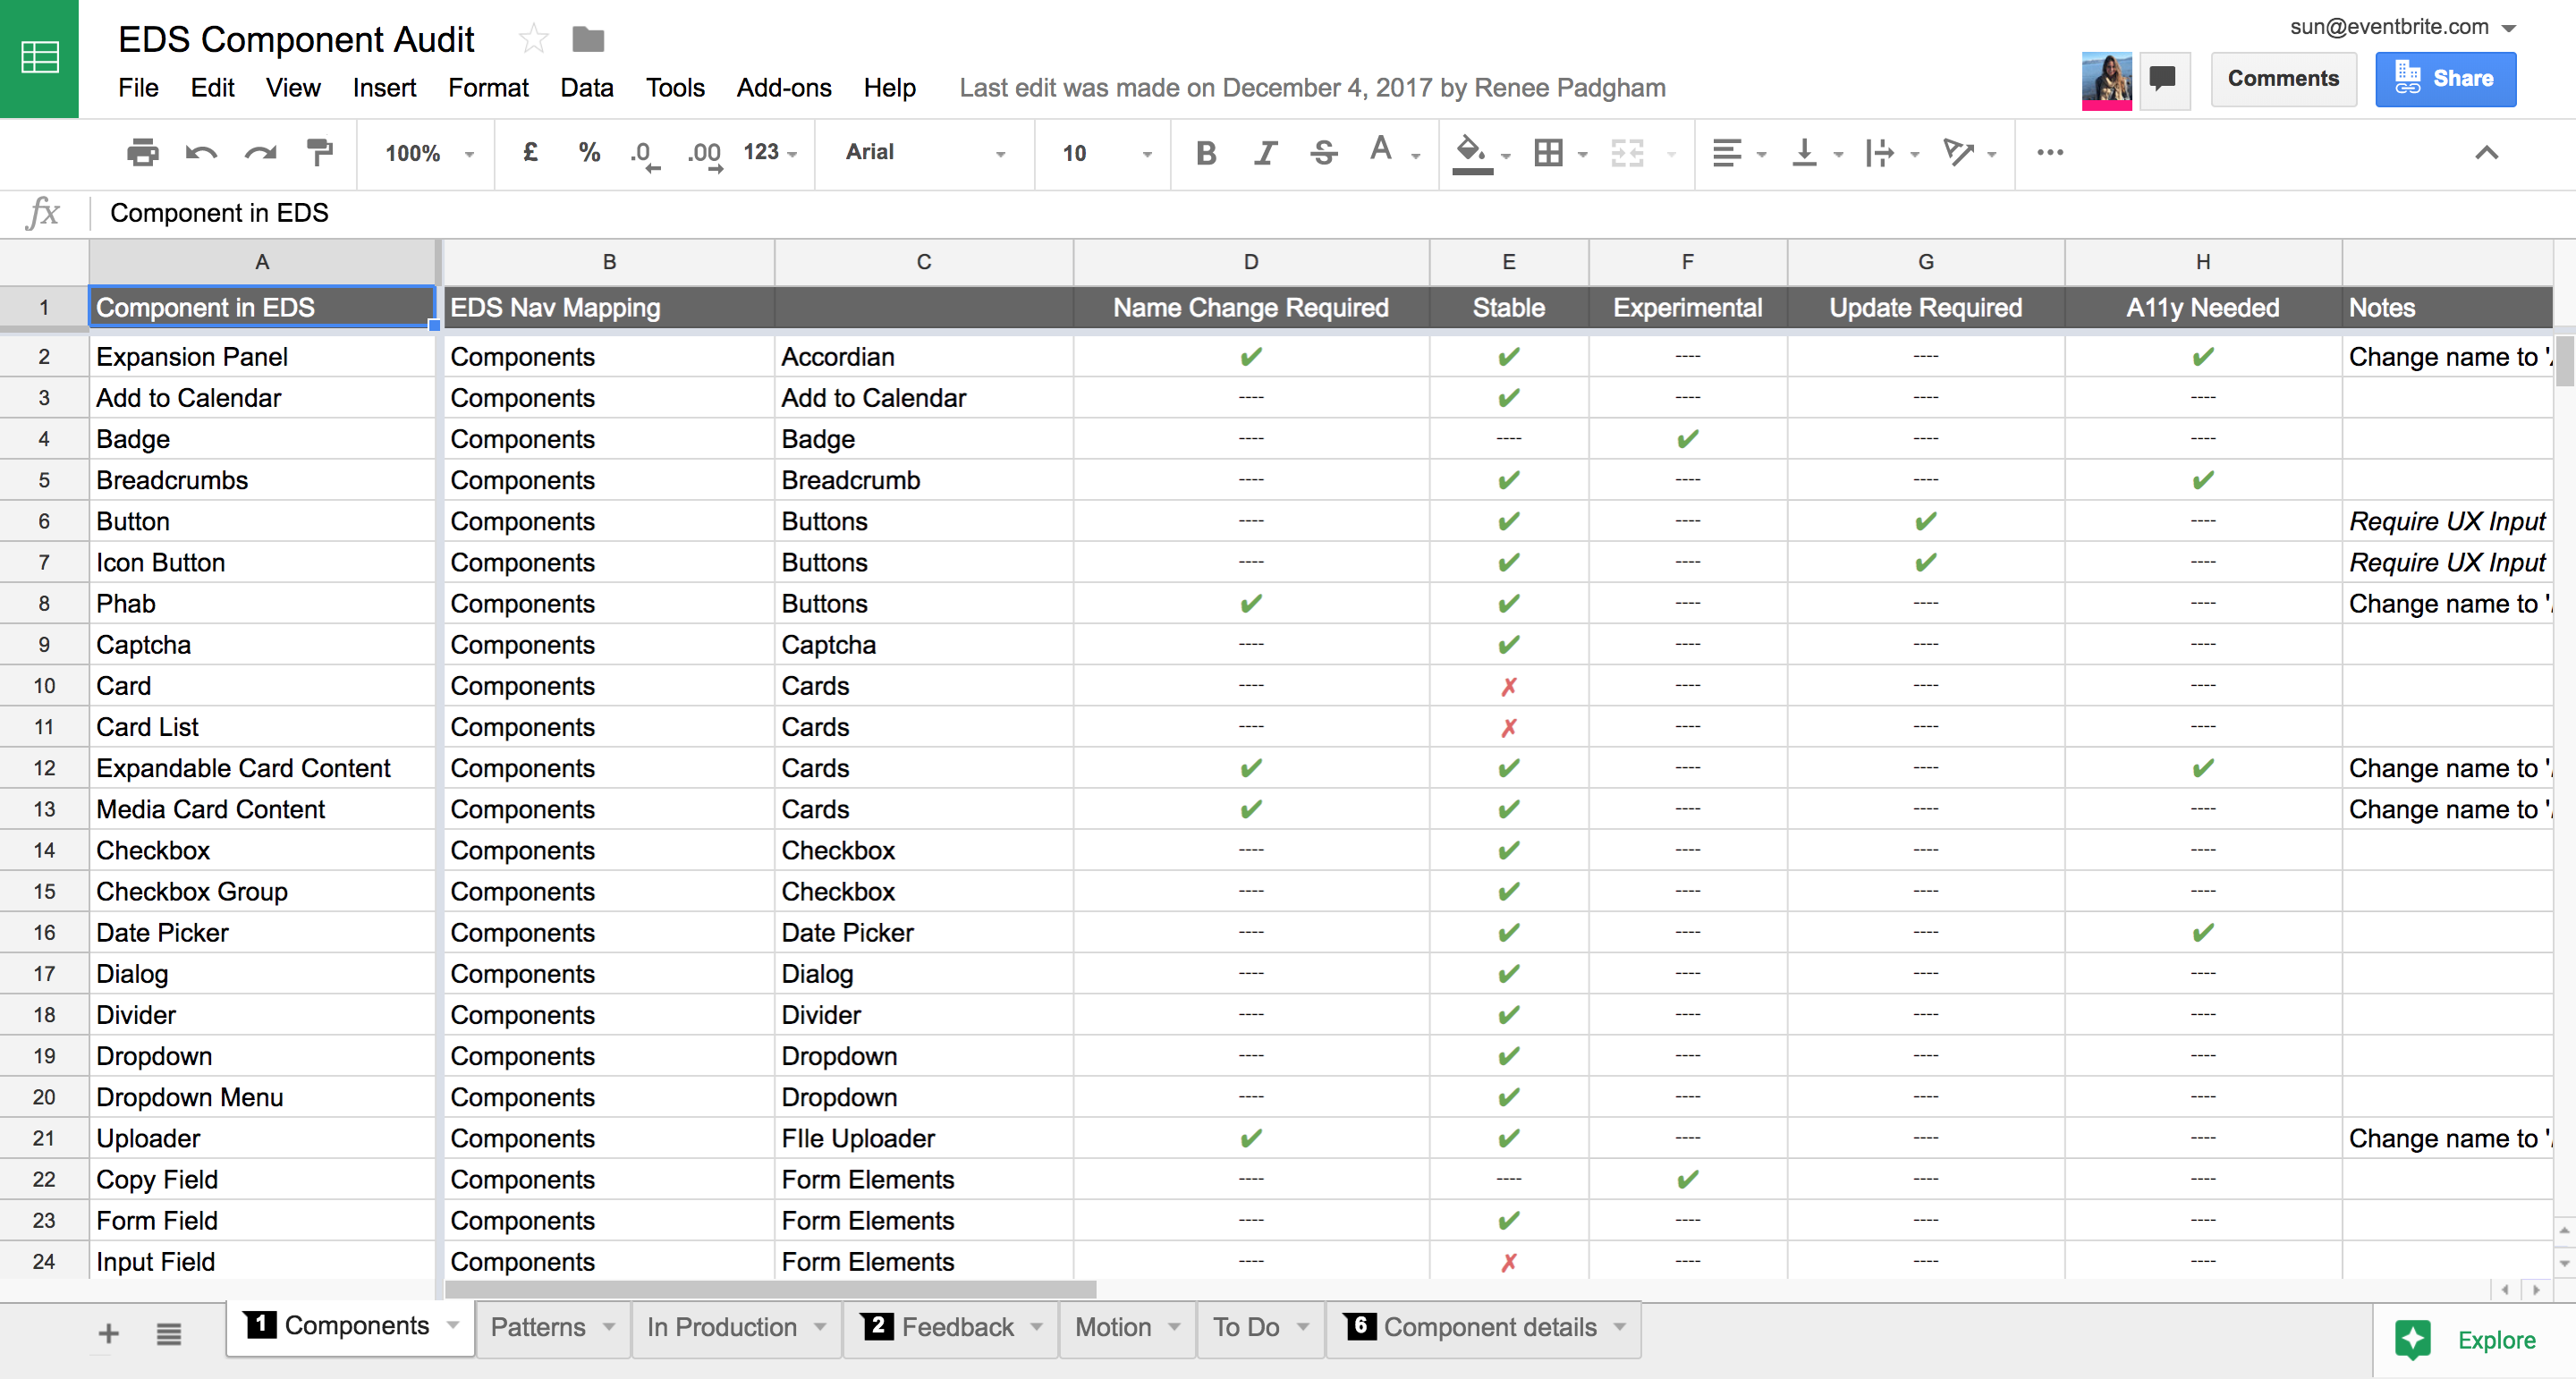 EDS Component Audit
sun@eventbrite.com
File Edit View Insert Format Data Tools Add-ons Help Last edit was made on December 4, 2017 by Renee Padgham
Comments Share
100% £ % .0 .00 123 Arial 10 B I S A
fx Component in EDS
A B C D E F G H
1 Component in EDS EDS Nav Mapping Name Change Required Stable Experimental Update Required A11y Needed Notes
2 Expansion Panel Components Accordian ✔ ✔ ---- ---- ✔ Change name to '
3 Add to Calendar Components Add to Calendar ---- ✔ ---- ---- ----
4 Badge Components Badge ---- ---- ✔ ---- ----
5 Breadcrumbs Components Breadcrumb ---- ✔ ---- ---- ✔
6 Button Components Buttons ---- ✔ ---- ✔ ---- Require UX Input
7 Icon Button Components Buttons ---- ✔ ---- ✔ ---- Require UX Input
8 Phab Components Buttons ✔ ✔ ---- ---- ---- Change name to '
9 Captcha Components Captcha ---- ✔ ---- ---- ----
10 Card Components Cards ---- ✗ ---- ---- ----
11 Card List Components Cards ---- ✗ ---- ---- ----
12 Expandable Card Content Components Cards ✔ ✔ ---- ---- ✔ Change name to '
13 Media Card Content Components Cards ✔ ✔ ---- ---- ---- Change name to '
14 Checkbox Components Checkbox ---- ✔ ---- ---- ----
15 Checkbox Group Components Checkbox ---- ✔ ---- ---- ----
16 Date Picker Components Date Picker ---- ✔ ---- ---- ✔
17 Dialog Components Dialog ---- ✔ ---- ---- ----
18 Divider Components Divider ---- ✔ ---- ---- ----
19 Dropdown Components Dropdown ---- ✔ ---- ---- ----
20 Dropdown Menu Components Dropdown ---- ✔ ---- ---- ----
21 Uploader Components FIle Uploader ✔ ✔ ---- ---- ---- Change name to '
22 Copy Field Components Form Elements ---- ---- ✔ ---- ----
23 Form Field Components Form Elements ---- ✔ ---- ---- ----
24 Input Field Components Form Elements ---- ✗ ---- ---- ----
1 Components Patterns In Production 2 Feedback Motion To Do 6 Component details Explore